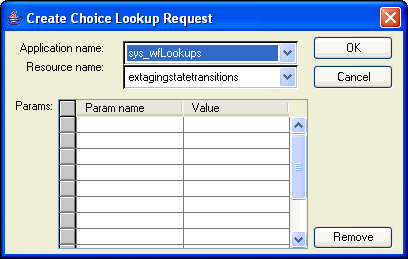 Create Choice Lookup Request
Application name: sys_wfLookups OK
Resource name: extagingstatetransitions Cancel
Params: Param name Value
Remove